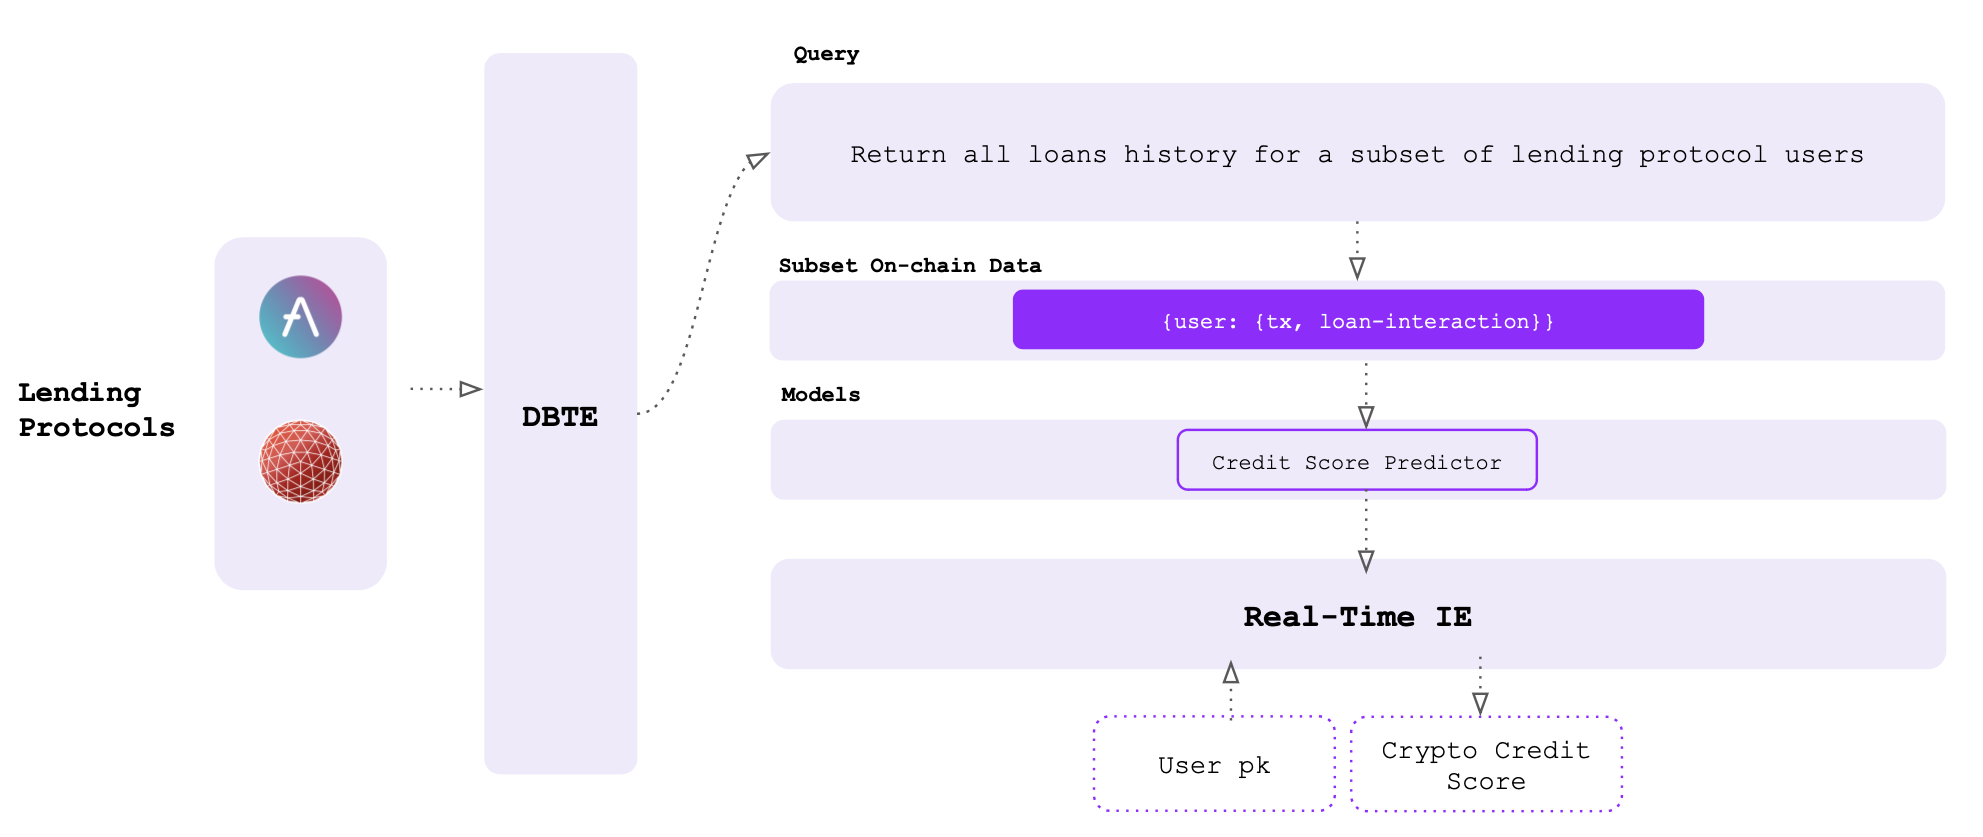 Query
Return all loans history for a subset of lending protocol users
Subset On-chain Data
{user: {tx, loan-interaction}}
Lending
Protocols
DBTE
Models
Credit Score Predictor
Real-Time IE
User pk
Crypto Credit
Score